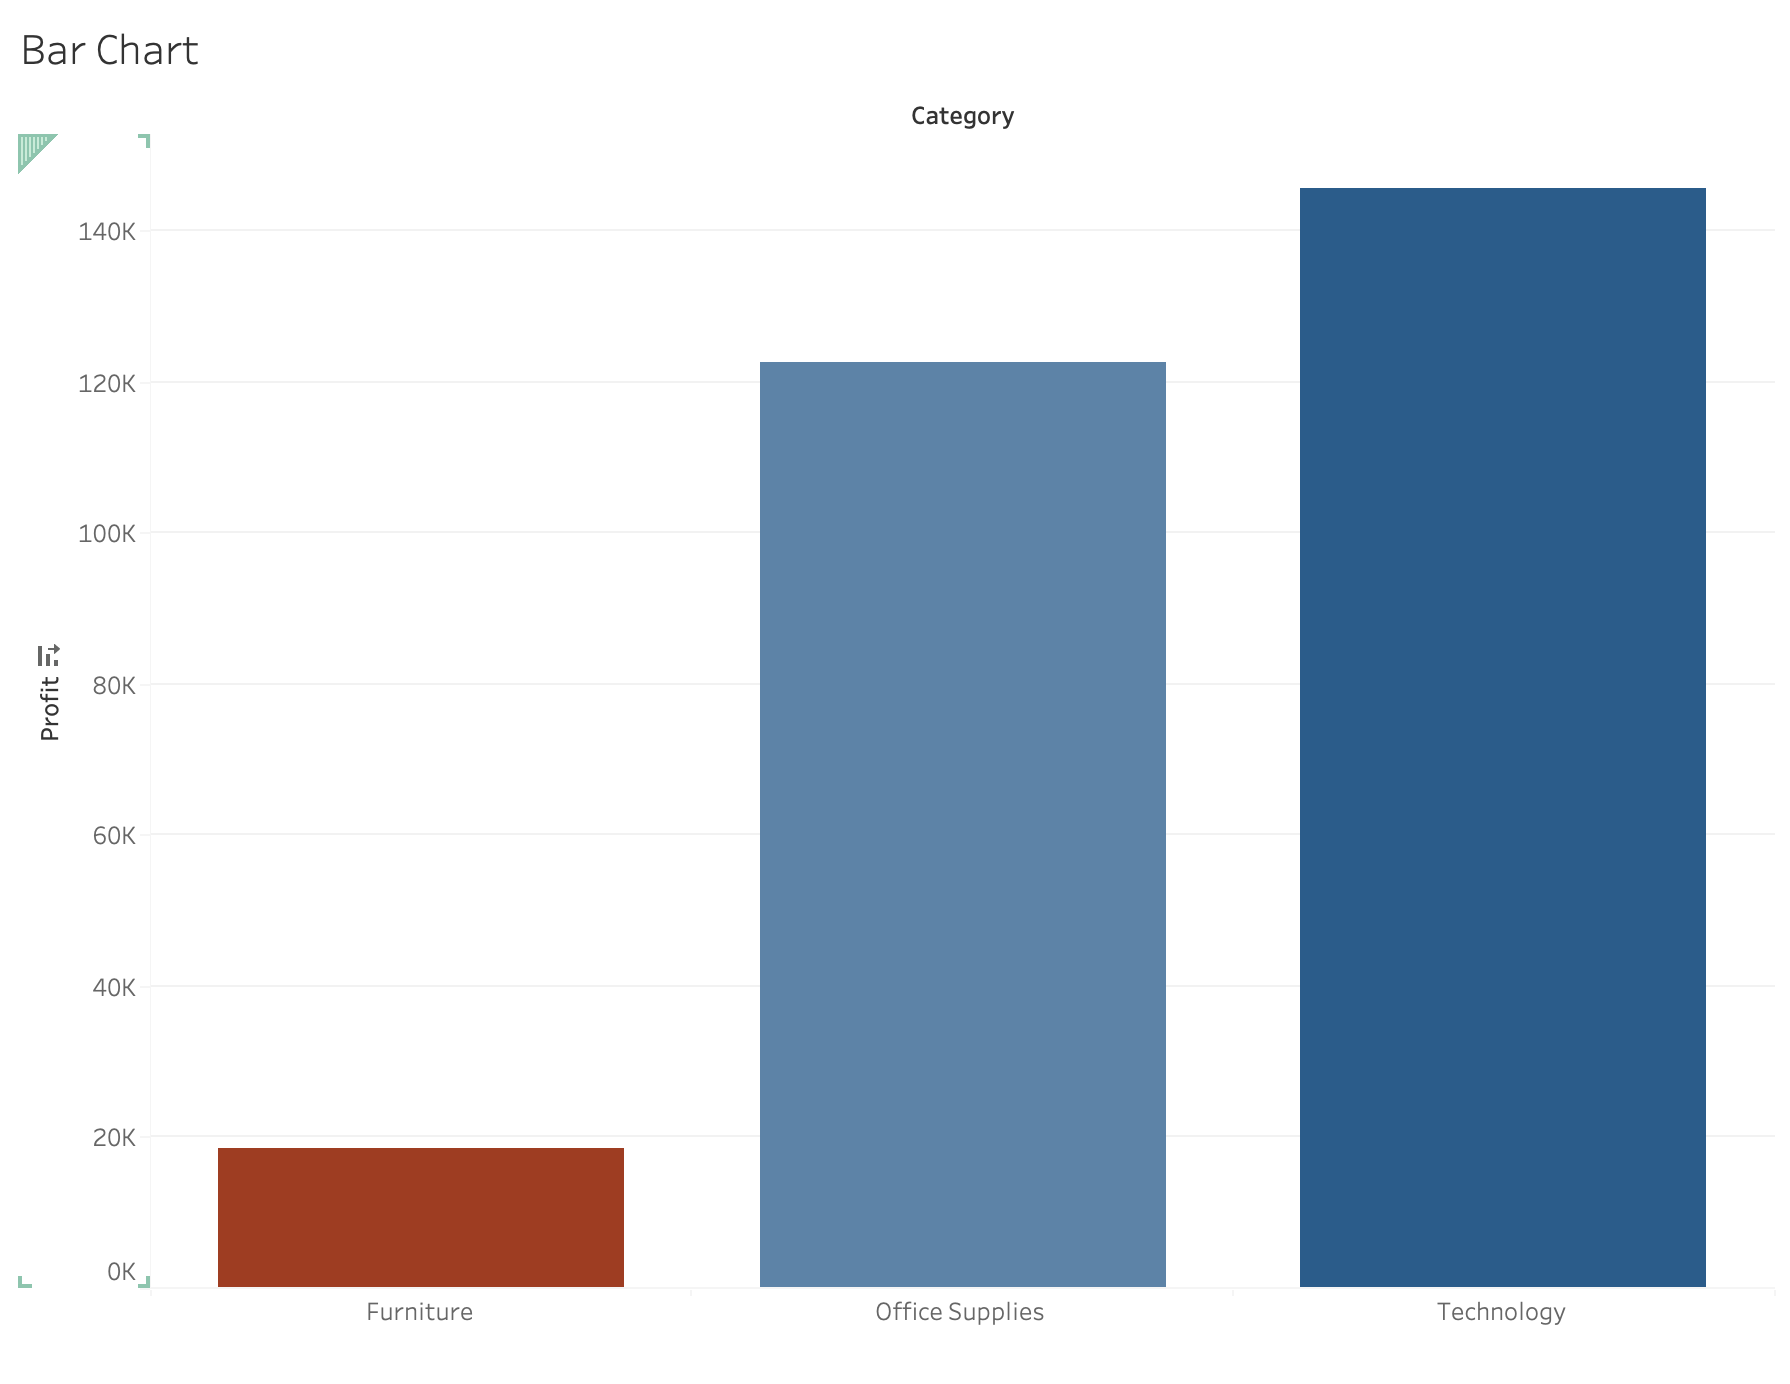 Bar Chart
Category
140K
120K
100K
80K
60K
40K
20K
0K
Profit
Furniture
Office Supplies
Technology